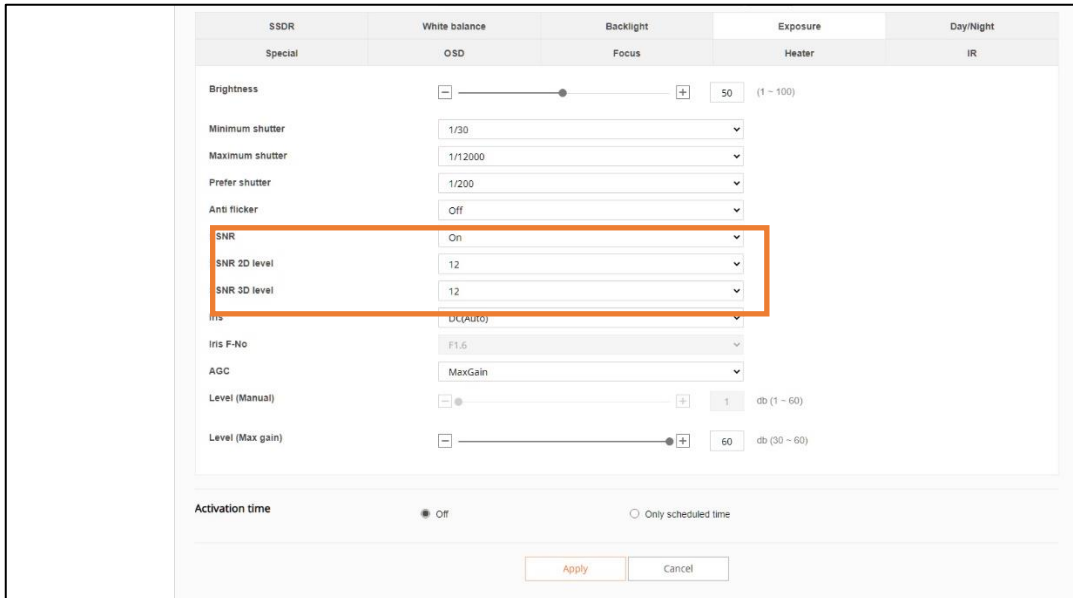 SSDR White balance Backlight Exposure Day/Night
Special OSD Focus Heater IR
Brightness 50 (1 ~ 100)
Minimum shutter 1/30
Maximum shutter 1/12000
Prefer shutter 1/200
Anti flicker Off
SNR On
SNR 2D level 12
SNR 3D level 12
Iris DC(Auto)
Iris F-No F1.6
AGC MaxGain
Level (Manual) 1 db (1 ~ 60)
Level (Max gain) 60 db (30 ~ 60)
Activation time Off Only scheduled time
Apply Cancel